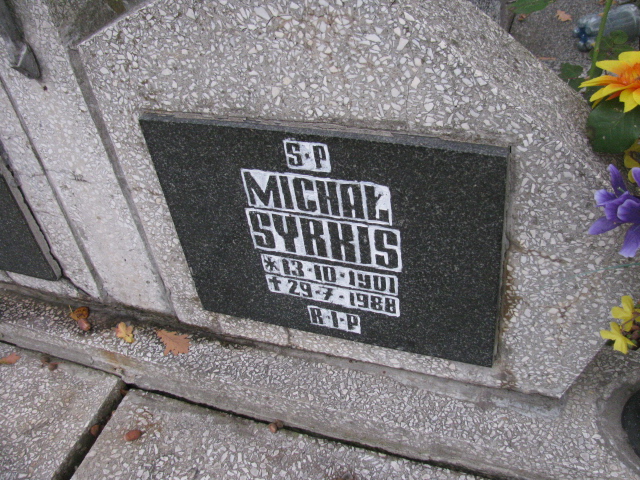 S·P
MICHAŁ
SYRKIS
*13·10·1901
†29·7·1988
R·I·P